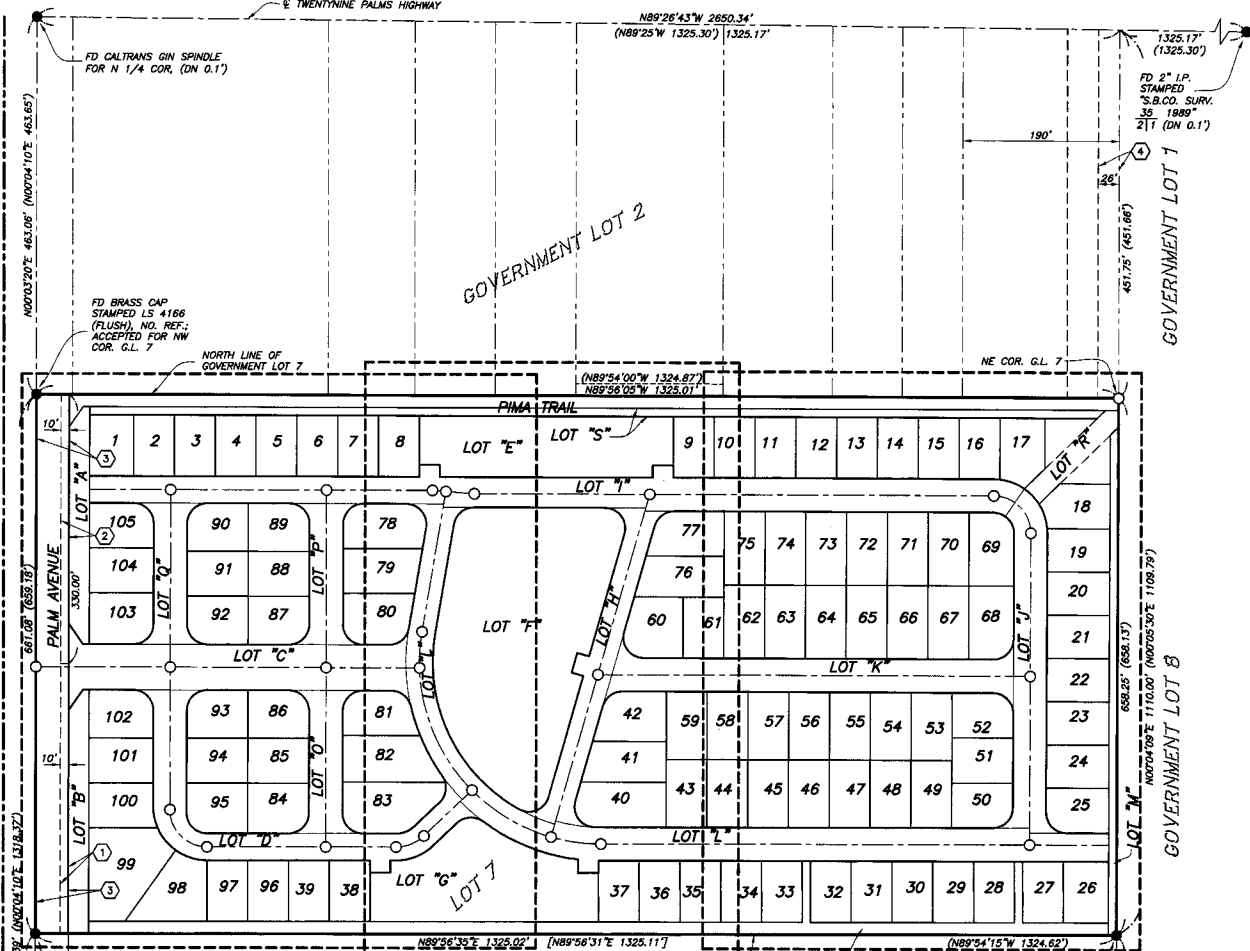 ℄ TWENTYNINE PALMS HIGHWAY
N89°26'43"W 2650.34'
(N89°25'W 1325.30') 1325.17'
1325.17'
(1325.30')
FD CALTRANS GIN SPINDLE
FOR N 1/4 COR, (DN 0.1')
FD 2" I.P.
STAMPED
"S.B.CO. SURV.
35 1989"
2|1 (DN 0.1')
190'
4
26'
N00°03'20"E 463.06' (N00°04'10"E 463.65')
GOVERNMENT LOT 2
451.75' (451.66')
GOVERNMENT LOT 1
FD BRASS CAP
STAMPED LS 4166
(FLUSH), NO. REF.;
ACCEPTED FOR NW
COR. G.L. 7
NORTH LINE OF
GOVERNMENT LOT 7
NE COR. G.L. 7
(N89°54'00"W 1324.87')
N89°56'05"W 1325.01'
PIMA TRAIL
10'
3
1 2 3 4 5 6 7 8
LOT "E"
LOT "S"
9 10 11 12 13 14 15 16 17
LOT "R"
LOT "A"
LOT "I"
18
105
90 89
78
77
75 74 73 72 71 70 69
19
2
PALM AVENUE
330.00'
661.08' (659.18')
104
LOT "Q"
91 88
LOT "P"
79
76
20
103
92 87
80
LOT "F"
LOT "H"
60 61 62 63 64 65 66 67 68
LOT "J"
21
LOT "C"
LOT "L"
LOT "K"
22
658.25' (658.13')
N00°04'09"E 1110.00' (N00°05'30"E 1109.79')
GOVERNMENT LOT 8
102
93 86
81
42
59 58 57 56 55 54 53 52
23
101
94 85
LOT "O"
82
41
51
24
10'
LOT "B"
100
95 84
83
40
43 44 45 46 47 48 49 50
25
LOT "M"
LOT "D"
LOT "L"
1
3
99
98 97 96 39 38
LOT "G"
LOT 7
37 36 35 34 33 32 31 30 29 28 27 26
(N00°04'10"E 1318.37')
N89°56'35"E 1325.02' [N89°56'31"E 1325.11']
(N89°54'15"W 1324.62')